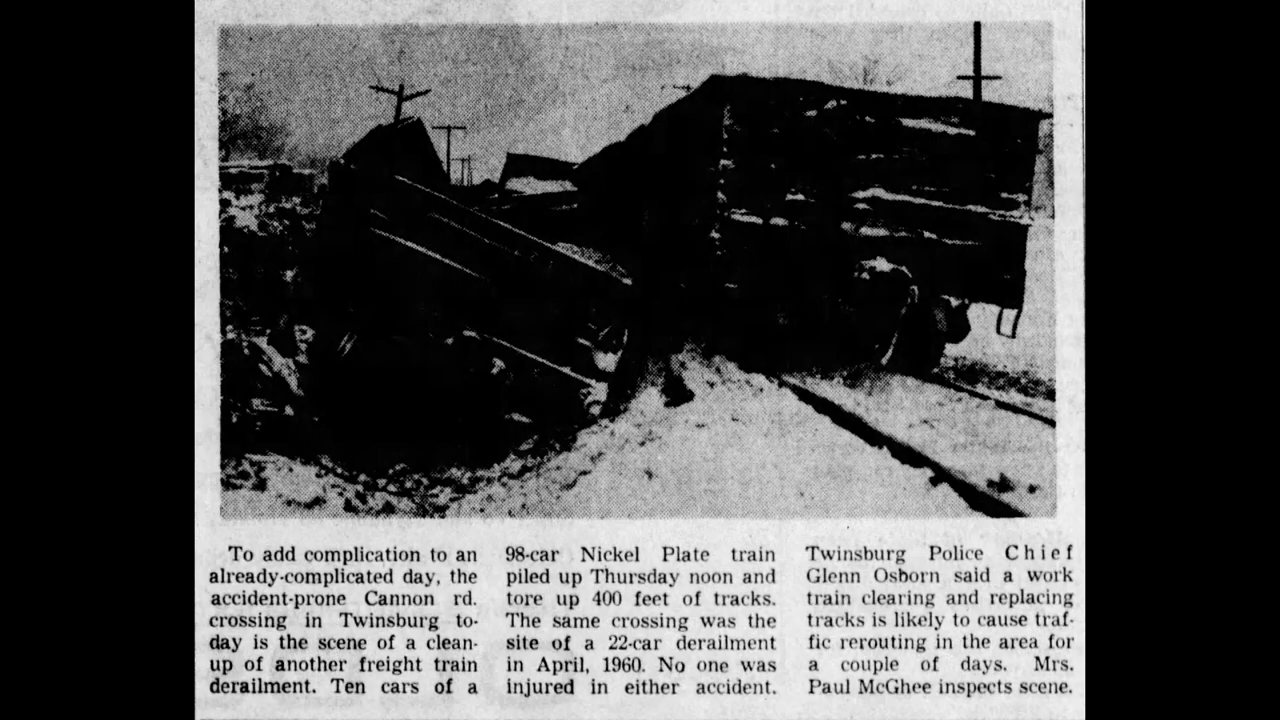 To add complication to an
already-complicated day, the
accident-prone Cannon rd.
crossing in Twinsburg to-
day is the scene of a clean-
up of another freight train
derailment. Ten cars of a
98-car Nickel Plate train
piled up Thursday noon and
tore up 400 feet of tracks.
The same crossing was the
site of a 22-car derailment
in April, 1960. No one was
injured in either accident.
Twinsburg Police Chief
Glenn Osborn said a work
train clearing and replacing
tracks is likely to cause traf-
fic rerouting in the area for
a couple of days. Mrs.
Paul McGhee inspects scene.